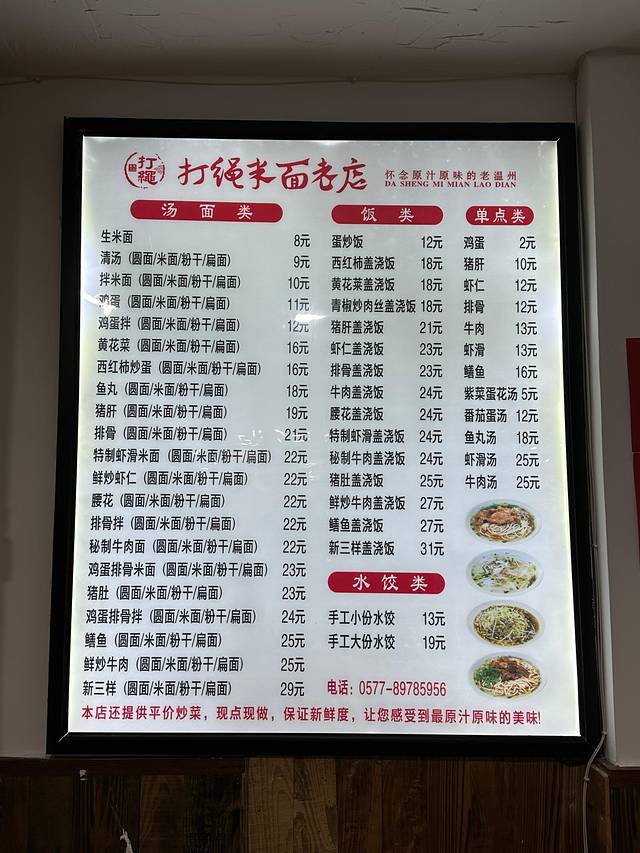 打繩
打绳米面老店
怀念原汁原味的老温州
DA SHENG MI MIAN LAO DIAN
汤面类
生米面 8元
清汤（圆面/米面/粉干/扁面） 9元
拌米面（圆面/米面/粉干/扁面） 10元
鸡蛋（圆面/米面/粉干/扁面） 11元
鸡蛋拌（圆面/米面/粉干/扁面） 12元
黄花菜（圆面/米面/粉干/扁面） 16元
西红柿炒蛋（圆面/米面/粉干/扁面） 16元
鱼丸（圆面/米面/粉干/扁面） 18元
猪肝（圆面/米面/粉干/扁面） 19元
排骨（圆面/米面/粉干/扁面） 21元
特制虾滑米面（圆面/米面/粉干/扁面） 22元
鲜炒虾仁（圆面/米面/粉干/扁面） 22元
腰花（圆面/米面/粉干/扁面） 22元
排骨拌（圆面/米面/粉干/扁面） 22元
秘制牛肉面（圆面/米面/粉干/扁面） 22元
鸡蛋排骨米面（圆面/米面/粉干/扁面） 23元
猪肚（圆面/米面/粉干/扁面） 23元
鸡蛋排骨拌（圆面/米面/粉干/扁面） 24元
鳝鱼（圆面/米面/粉干/扁面） 25元
鲜炒牛肉（圆面/米面/粉干/扁面） 25元
新三样（圆面/米面/粉干/扁面） 29元
饭类
蛋炒饭 12元
西红柿盖浇饭 18元
黄花菜盖浇饭 18元
青椒炒肉丝盖浇饭 18元
猪肝盖浇饭 21元
虾仁盖浇饭 23元
排骨盖浇饭 23元
牛肉盖浇饭 24元
腰花盖浇饭 24元
特制虾滑盖浇饭 24元
秘制牛肉盖浇饭 24元
猪肚盖浇饭 25元
鲜炒牛肉盖浇饭 27元
鳝鱼盖浇饭 27元
新三样盖浇饭 31元
水饺类
手工小份水饺 13元
手工大份水饺 19元
电话：0577-89785956
单点类
鸡蛋 2元
猪肝 10元
虾仁 12元
排骨 12元
牛肉 13元
虾滑 13元
鳝鱼 16元
紫菜蛋花汤 5元
番茄蛋汤 12元
鱼丸汤 18元
虾滑汤 25元
牛肉汤 25元
本店还提供平价炒菜，现点现做，保证新鲜度，让您感受到最原汁原味的美味!